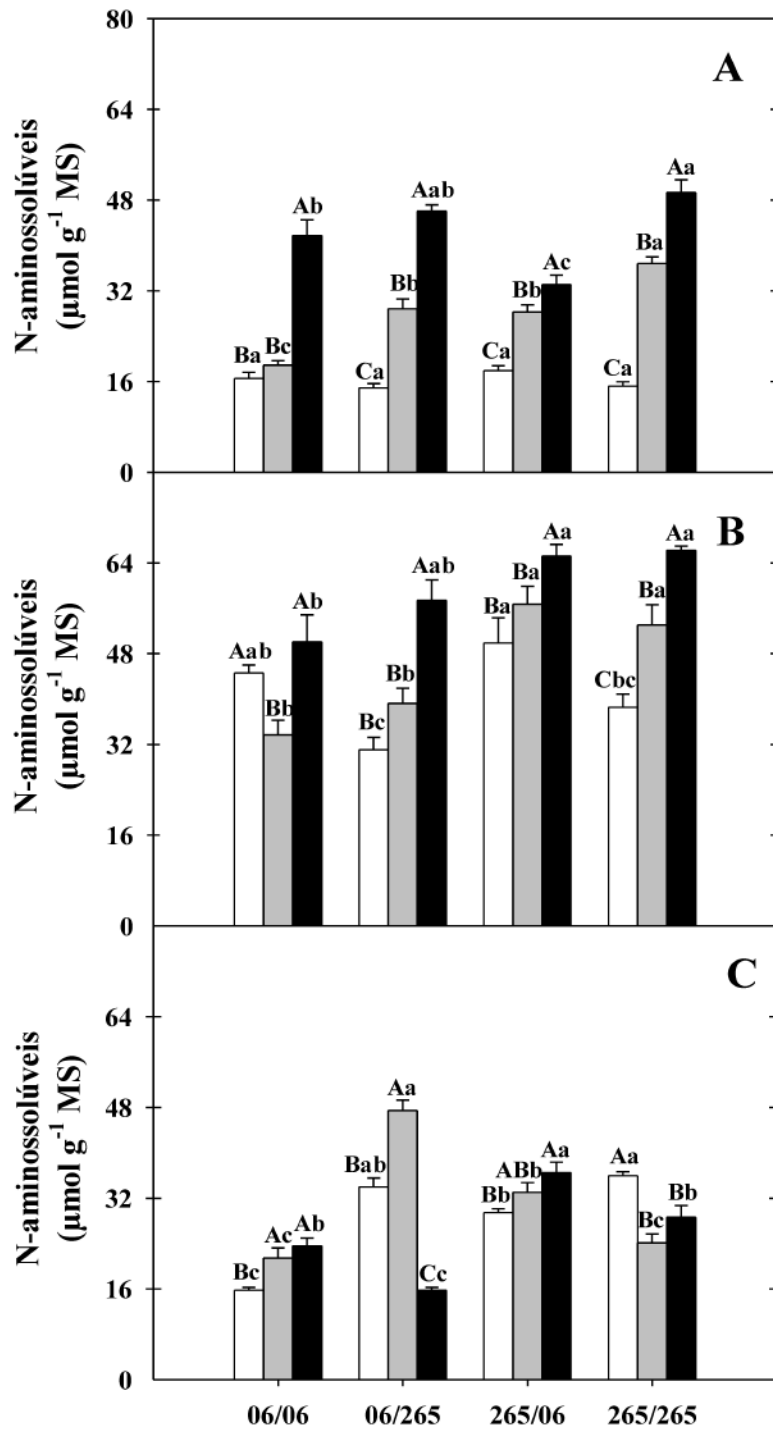 80
A
64
48
32
16
0
N-aminossolúveis
(µmol g-1 MS)
Ba Bc Ab
Ca Bb Aab
Ca Bb Ac
Ca Ba Aa
B
64
48
32
16
0
N-aminossolúveis
(µmol g-1 MS)
Aab Bb Ab
Bc Bb Aab
Ba Ba Aa
Cbc Ba Aa
C
64
48
32
16
0
N-aminossolúveis
(µmol g-1 MS)
Bc Ac Ab
Bab Aa Cc
Bb ABb Aa
Aa Bc Bb
06/06 06/265 265/06 265/265